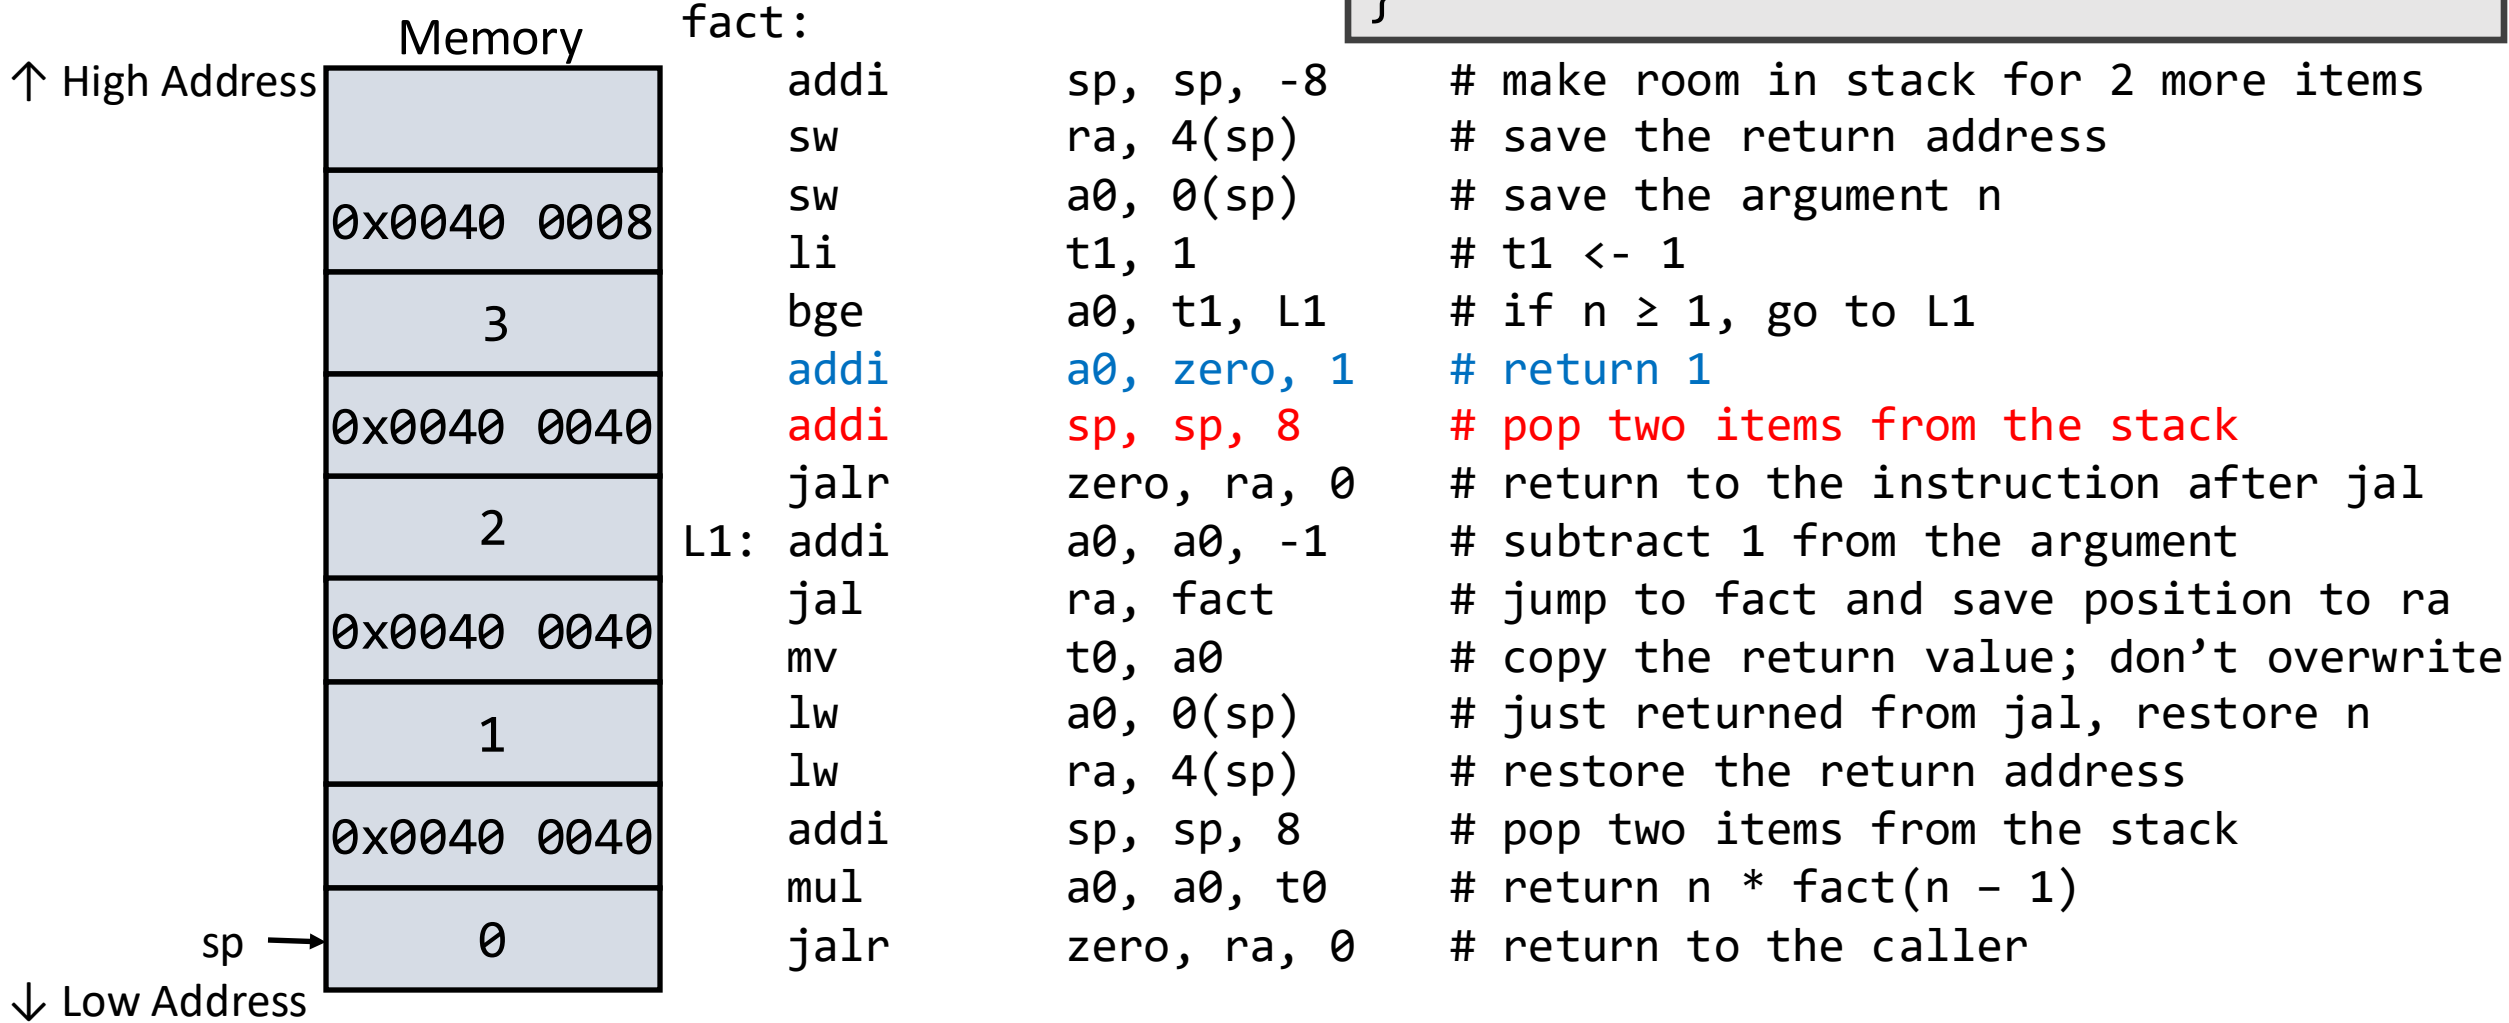 Memory
↑ High Address
0x0040 0008
3
0x0040 0040
2
0x0040 0040
1
0x0040 0040
sp
0
↓ Low Address
}
fact:
addi sp, sp, -8 # make room in stack for 2 more items
sw ra, 4(sp) # save the return address
sw a0, 0(sp) # save the argument n
li t1, 1 # t1 <- 1
bge a0, t1, L1 # if n ≥ 1, go to L1
addi a0, zero, 1 # return 1
addi sp, sp, 8 # pop two items from the stack
jalr zero, ra, 0 # return to the instruction after jal
L1: addi a0, a0, -1 # subtract 1 from the argument
jal ra, fact # jump to fact and save position to ra
mv t0, a0 # copy the return value; don’t overwrite
lw a0, 0(sp) # just returned from jal, restore n
lw ra, 4(sp) # restore the return address
addi sp, sp, 8 # pop two items from the stack
mul a0, a0, t0 # return n * fact(n – 1)
jalr zero, ra, 0 # return to the caller